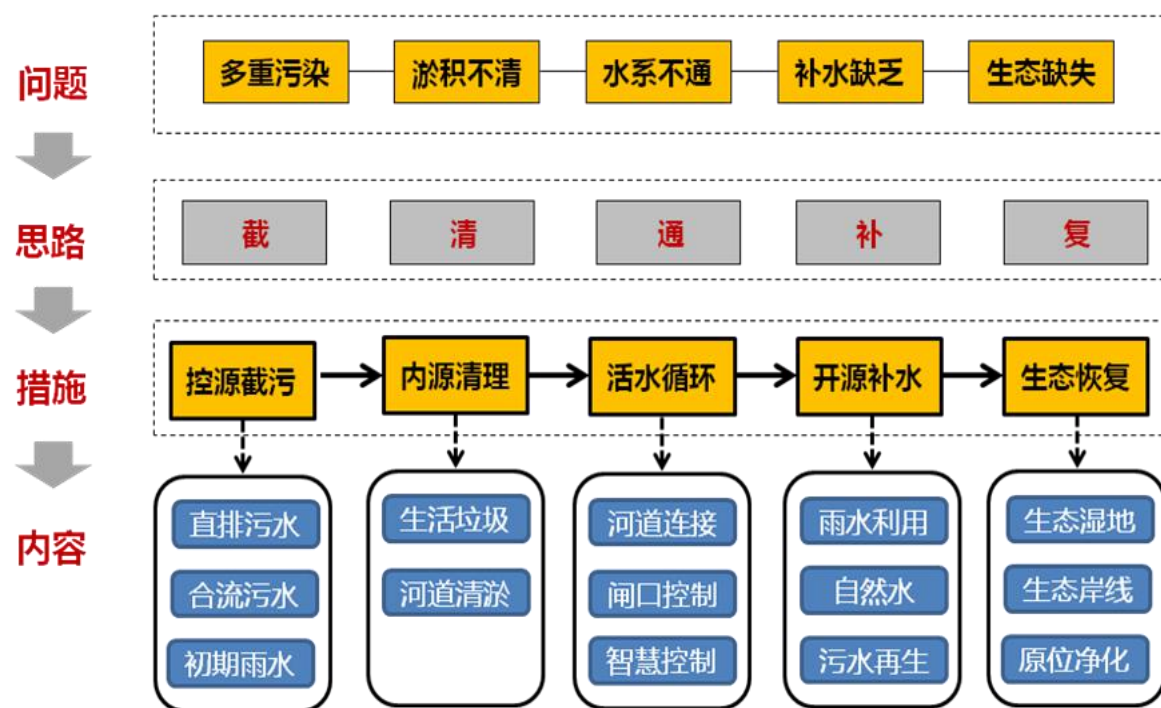 问题
多重污染 淤积不清 水系不通 补水缺乏 生态缺失
思路
截 清 通 补 复
措施
控源截污 内源清理 活水循环 开源补水 生态恢复
内容
直排污水 生活垃圾 河道连接 雨水利用 生态湿地
合流污水 河道清淤 闸口控制 自然水 生态岸线
初期雨水 智慧控制 污水再生 原位净化